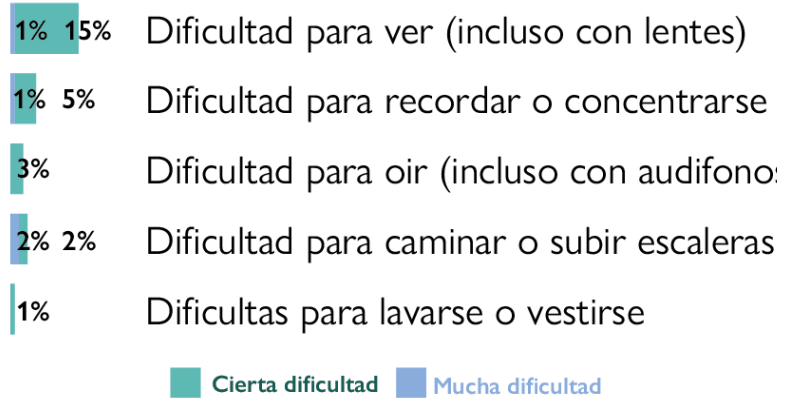 1% 15% Dificultad para ver (incluso con lentes)
1% 5% Dificultad para recordar o concentrarse
3% Dificultad para oir (incluso con audifonos
2% 2% Dificultad para caminar o subir escaleras
1% Dificultas para lavarse o vestirse
Cierta dificultad Mucha dificultad